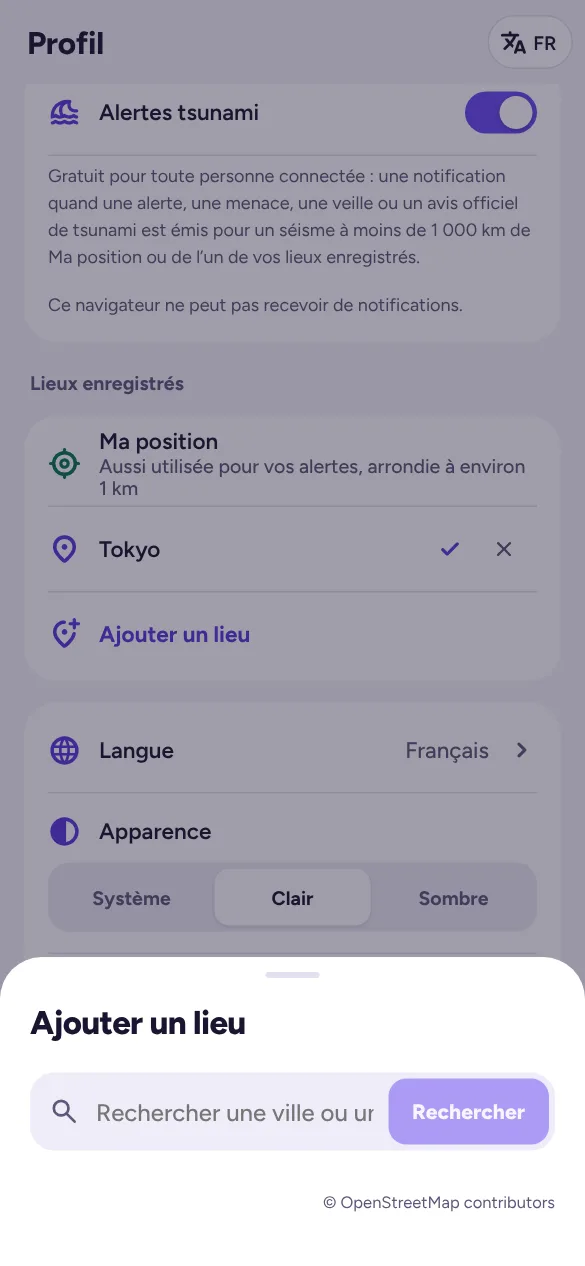 Profil
FR
Alertes tsunami
Gratuit pour toute personne connectée : une notification
quand une alerte, une menace, une veille ou un avis officiel
de tsunami est émis pour un séisme à moins de 1 000 km de
Ma position ou de l’un de vos lieux enregistrés.
Ce navigateur ne peut pas recevoir de notifications.
Lieux enregistrés
Ma position
Aussi utilisée pour vos alertes, arrondie à environ
1 km
Tokyo
Ajouter un lieu
Langue
Français
Apparence
Système
Clair
Sombre
Ajouter un lieu
Rechercher une ville ou ur
Rechercher
© OpenStreetMap contributors